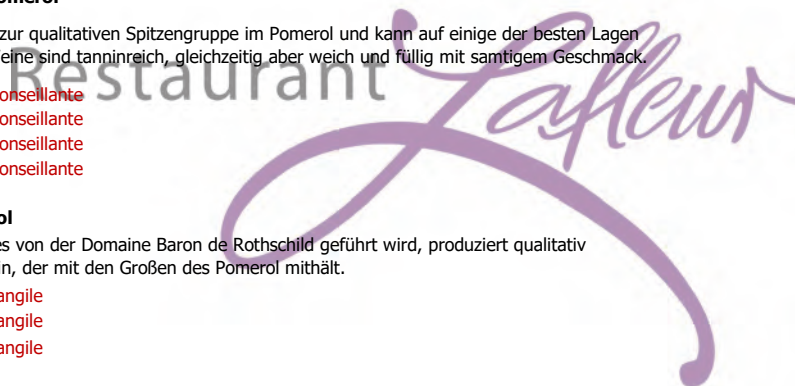 omerol
zur qualitativen Spitzengruppe im Pomerol und kann auf einige der besten Lagen
eine sind tanninreich, gleichzeitig aber weich und füllig mit samtigem Geschmack.
Restaurant Lafleur
onseillante
onseillante
onseillante
onseillante
ol
es von der Domaine Baron de Rothschild geführt wird, produziert qualitativ
in, der mit den Großen des Pomerol mithält.
angile
angile
angile